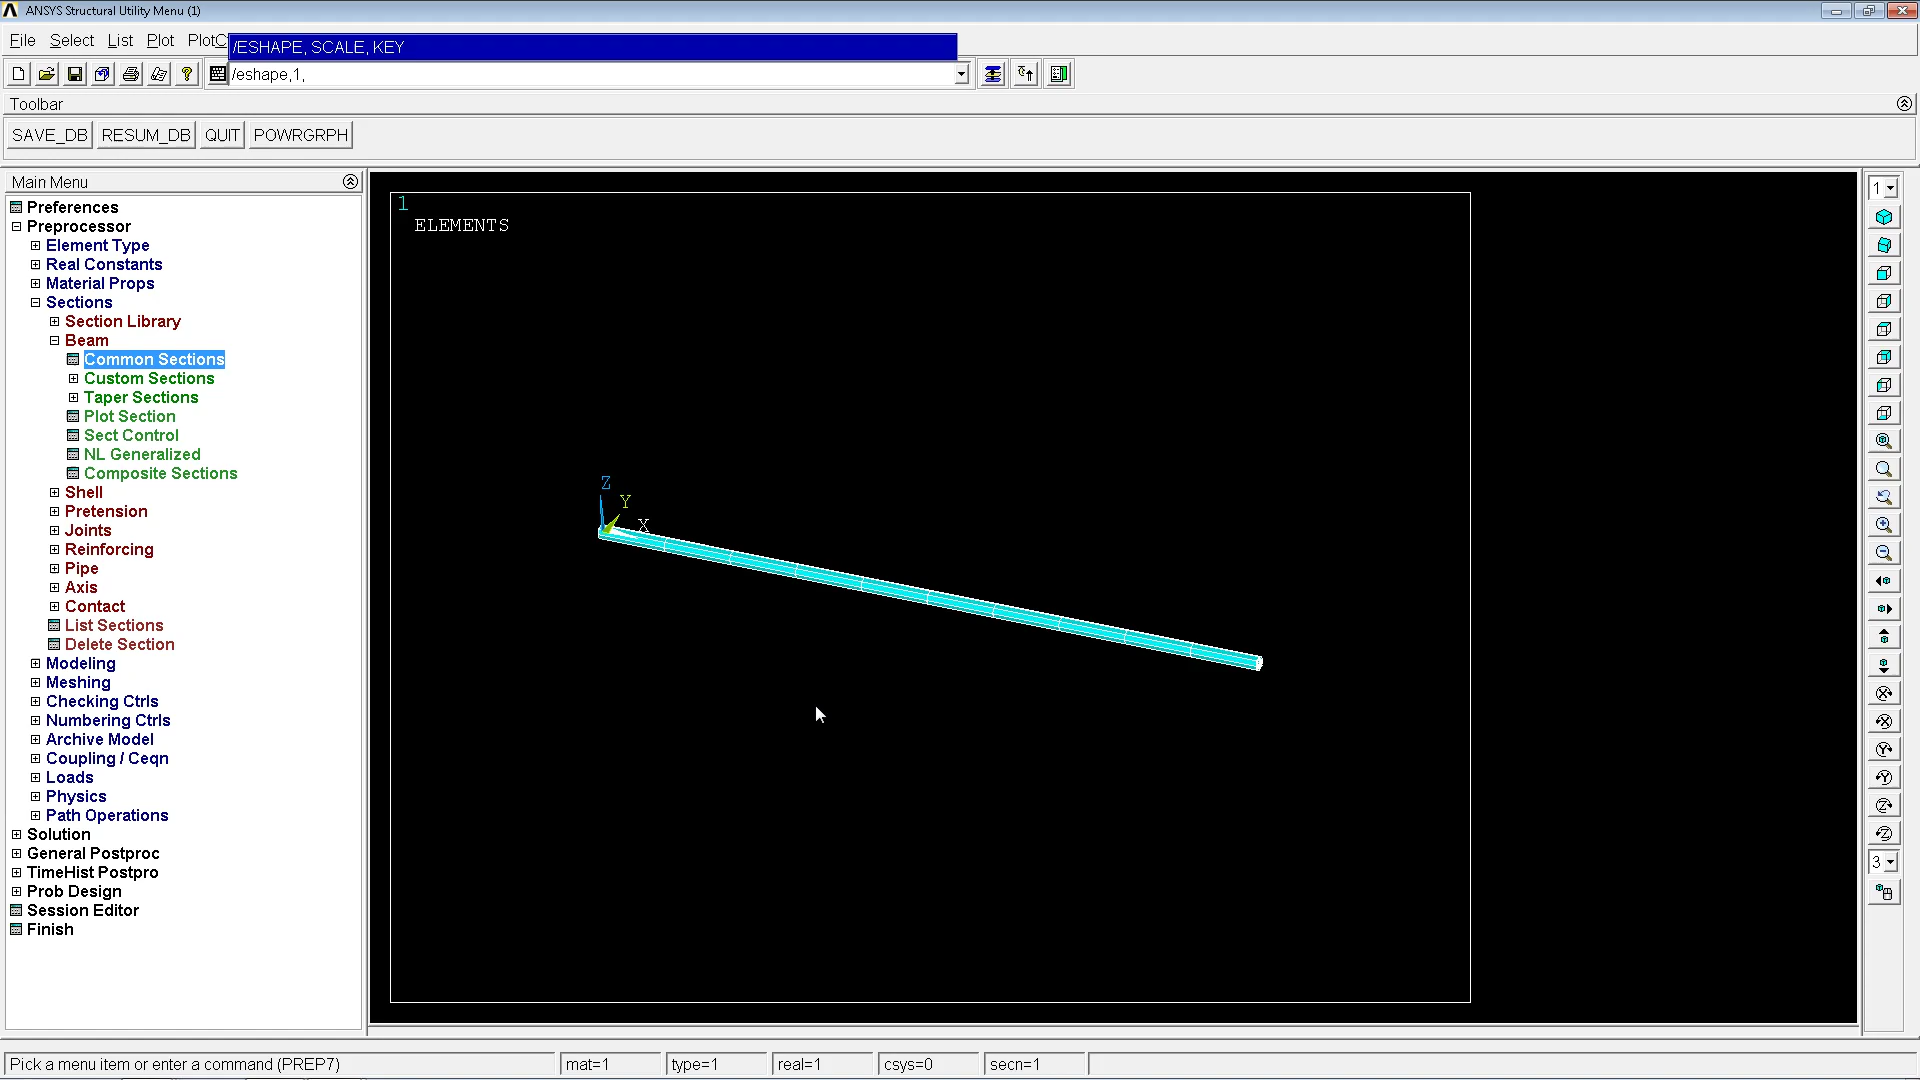 ANSYS Structural Utility Menu (1)
File Select List Plot PlotC
/ESHAPE, SCALE, KEY
/eshape,1,
Toolbar
SAVE_DB RESUM_DB QUIT POWRGRPH
Main Menu
Preferences
Preprocessor
Element Type
Real Constants
Material Props
Sections
Section Library
Beam
Common Sections
Custom Sections
Taper Sections
Plot Section
Sect Control
NL Generalized
Composite Sections
Shell
Pretension
Joints
Reinforcing
Pipe
Axis
Contact
List Sections
Delete Section
Modeling
Meshing
Checking Ctrls
Numbering Ctrls
Archive Model
Coupling / Ceqn
Loads
Physics
Path Operations
Solution
General Postproc
TimeHist Postpro
Prob Design
Session Editor
Finish
1
ELEMENTS
Z
Y
X
1
3
Pick a menu item or enter a command (PREP7) mat=1 type=1 real=1 csys=0 secn=1